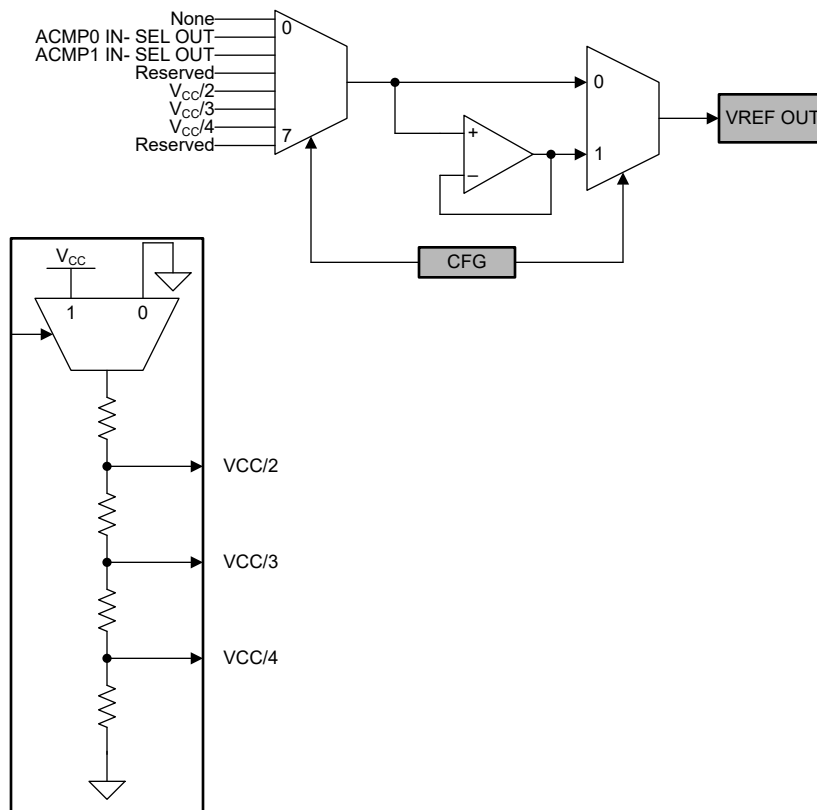 None
ACMP0 IN- SEL OUT
ACMP1 IN- SEL OUT
Reserved
VCC/2
VCC/3
VCC/4
Reserved
0
7
+
–
0
1
VREF OUT
CFG
VCC
1
0
VCC/2
VCC/3
VCC/4